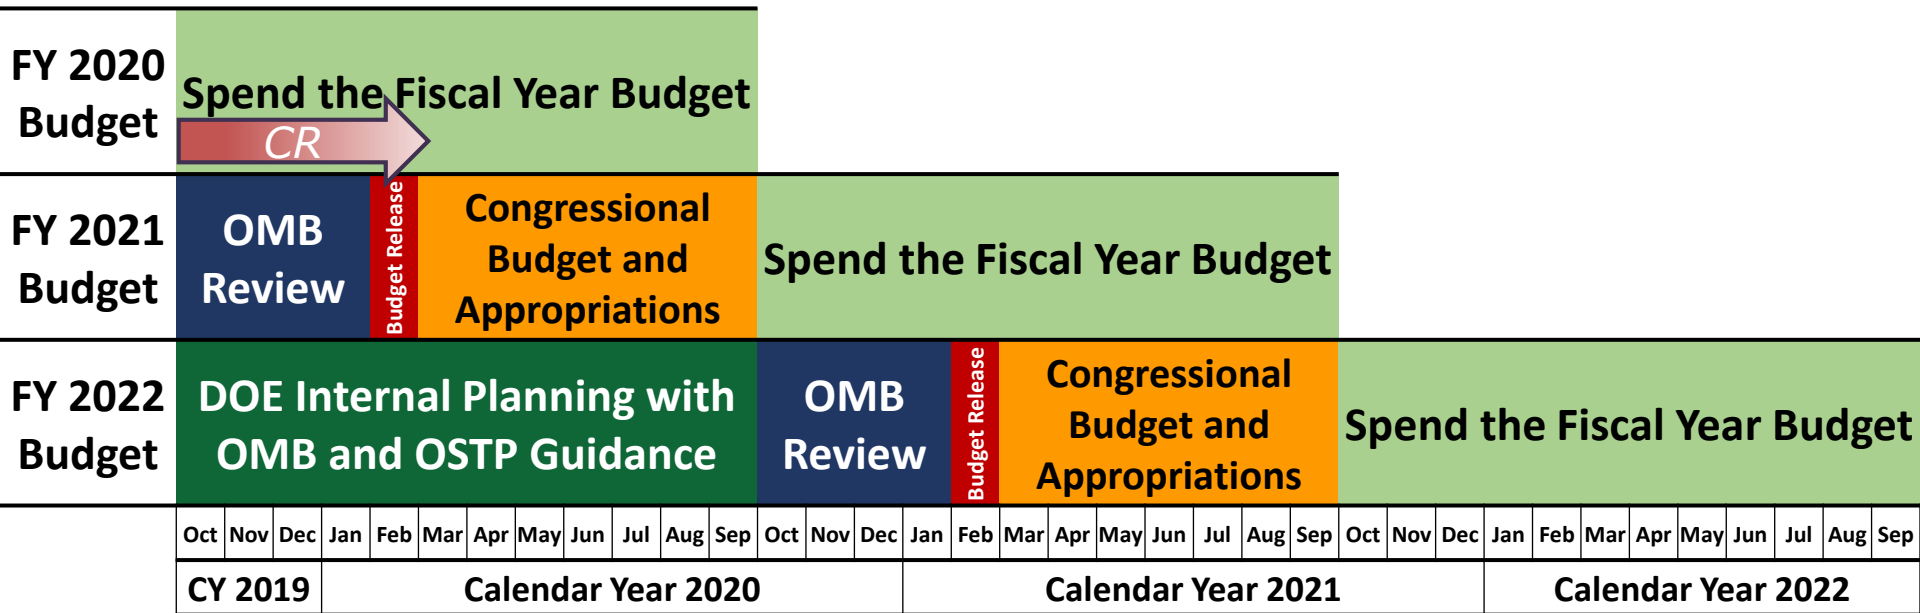 FY 2020
Budget
Spend the Fiscal Year Budget
CR
FY 2021
Budget
OMB
Review
Budget Release
Congressional
Budget and
Appropriations
Spend the Fiscal Year Budget
FY 2022
Budget
DOE Internal Planning with
OMB and OSTP Guidance
OMB
Review
Budget Release
Congressional
Budget and
Appropriations
Spend the Fiscal Year Budget
Oct Nov Dec Jan Feb Mar Apr May Jun Jul Aug Sep Oct Nov Dec Jan Feb Mar Apr May Jun Jul Aug Sep Oct Nov Dec Jan Feb Mar Apr May Jun Jul Aug Sep
CY 2019 Calendar Year 2020 Calendar Year 2021 Calendar Year 2022